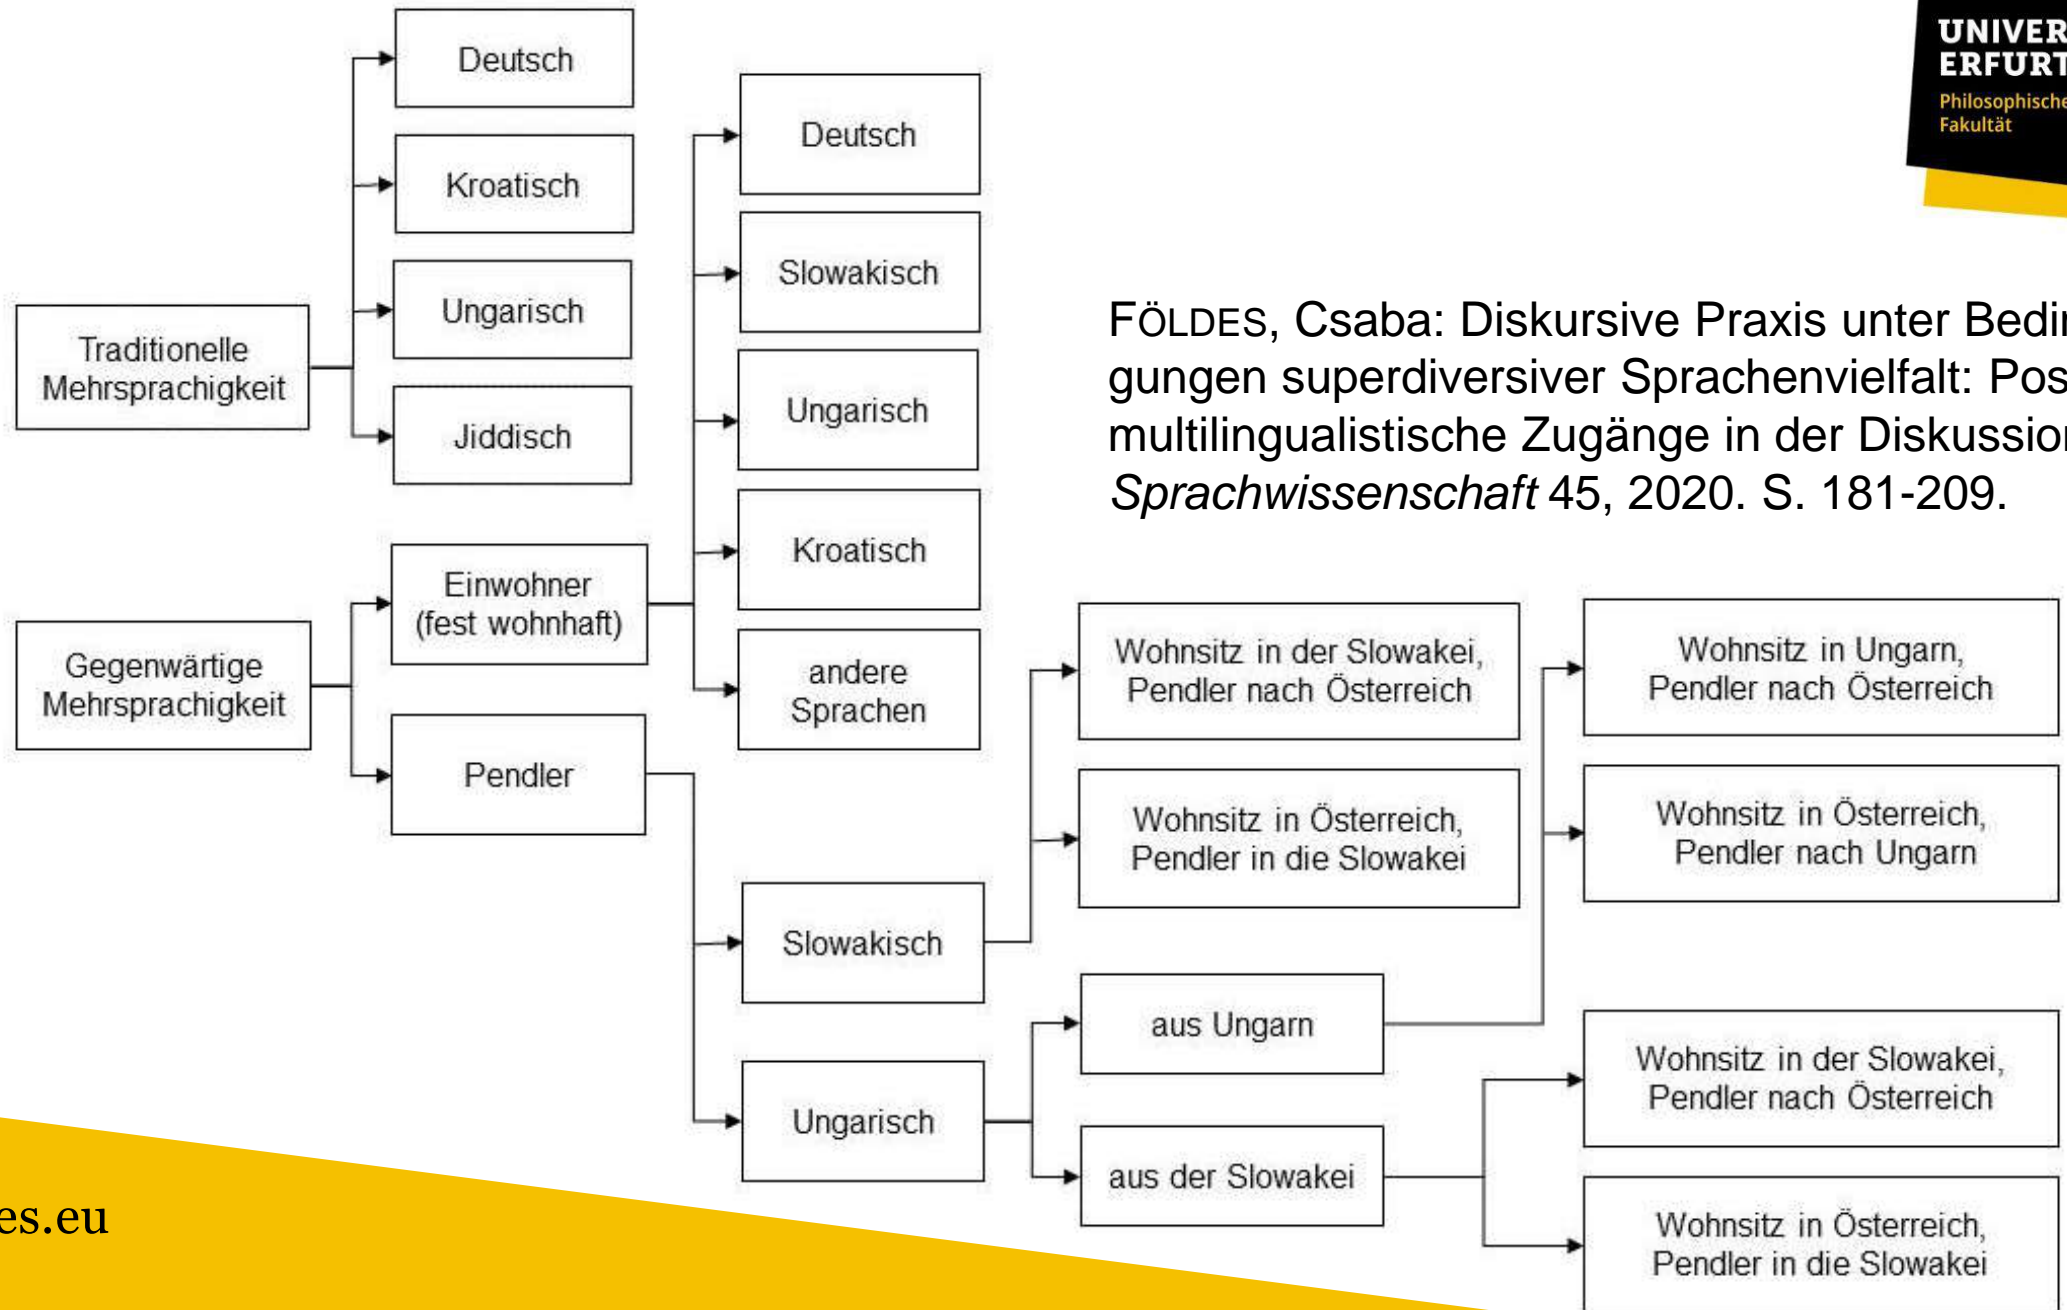 UNIVER
ERFURT
Philosophische
Fakultät
Deutsch
Kroatisch
Ungarisch
Jiddisch
Traditionelle
Mehrsprachigkeit
Deutsch
Slowakisch
Ungarisch
Kroatisch
andere
Sprachen
FÖLDES, Csaba: Diskursive Praxis unter Bedin
gungen superdiversiver Sprachenvielfalt: Pos
multilingualistische Zugänge in der Diskussion
Sprachwissenschaft 45, 2020. S. 181-209.
Gegenwärtige
Mehrsprachigkeit
Einwohner
(fest wohnhaft)
Pendler
Slowakisch
Ungarisch
Wohnsitz in der Slowakei,
Pendler nach Österreich
Wohnsitz in Österreich,
Pendler in die Slowakei
aus Ungarn
aus der Slowakei
Wohnsitz in Ungarn,
Pendler nach Österreich
Wohnsitz in Österreich,
Pendler nach Ungarn
Wohnsitz in der Slowakei,
Pendler nach Österreich
Wohnsitz in Österreich,
Pendler in die Slowakei
es.eu